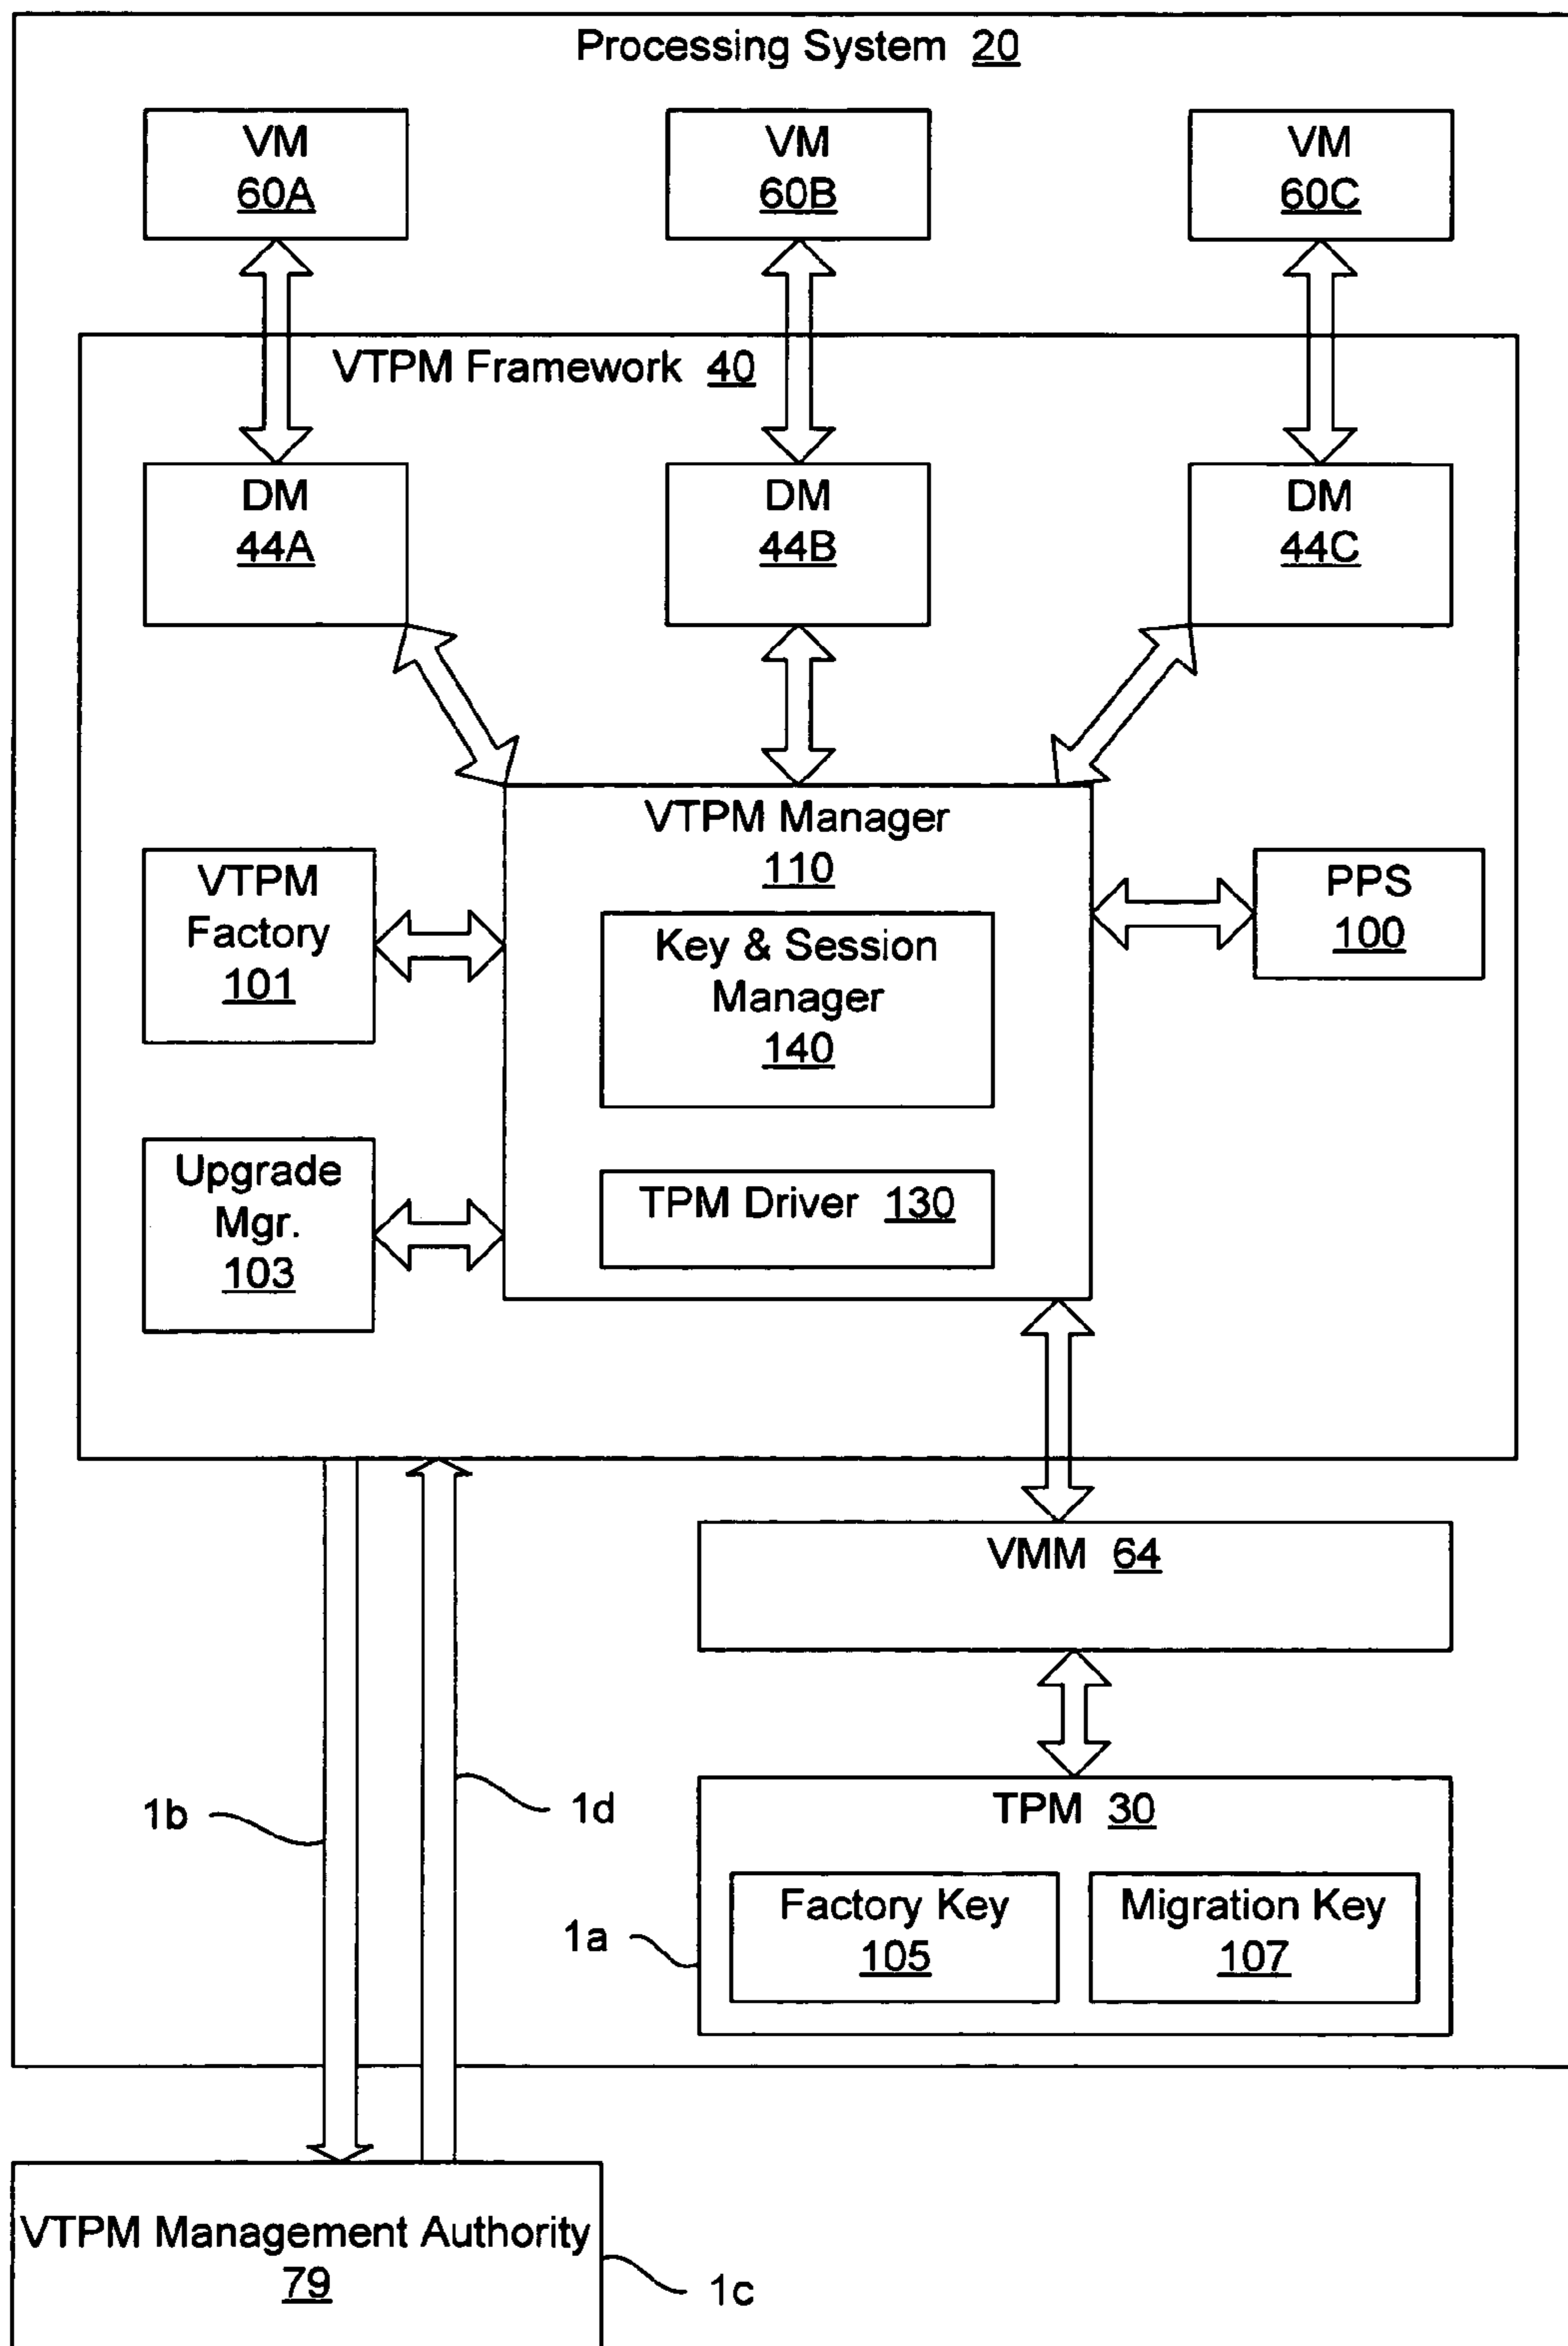 Processing System 20
VM
60A
VM
60B
VM
60C
VTPM Framework 40
DM
44A
DM
44B
DM
44C
VTPM Manager
110
VTPM
Factory
101
Key & Session
Manager
140
PPS
100
Upgrade
Mgr.
103
TPM Driver 130
VMM 64
1b
1d
TPM 30
1a
Factory Key
105
Migration Key
107
VTPM Management Authority
79
1c